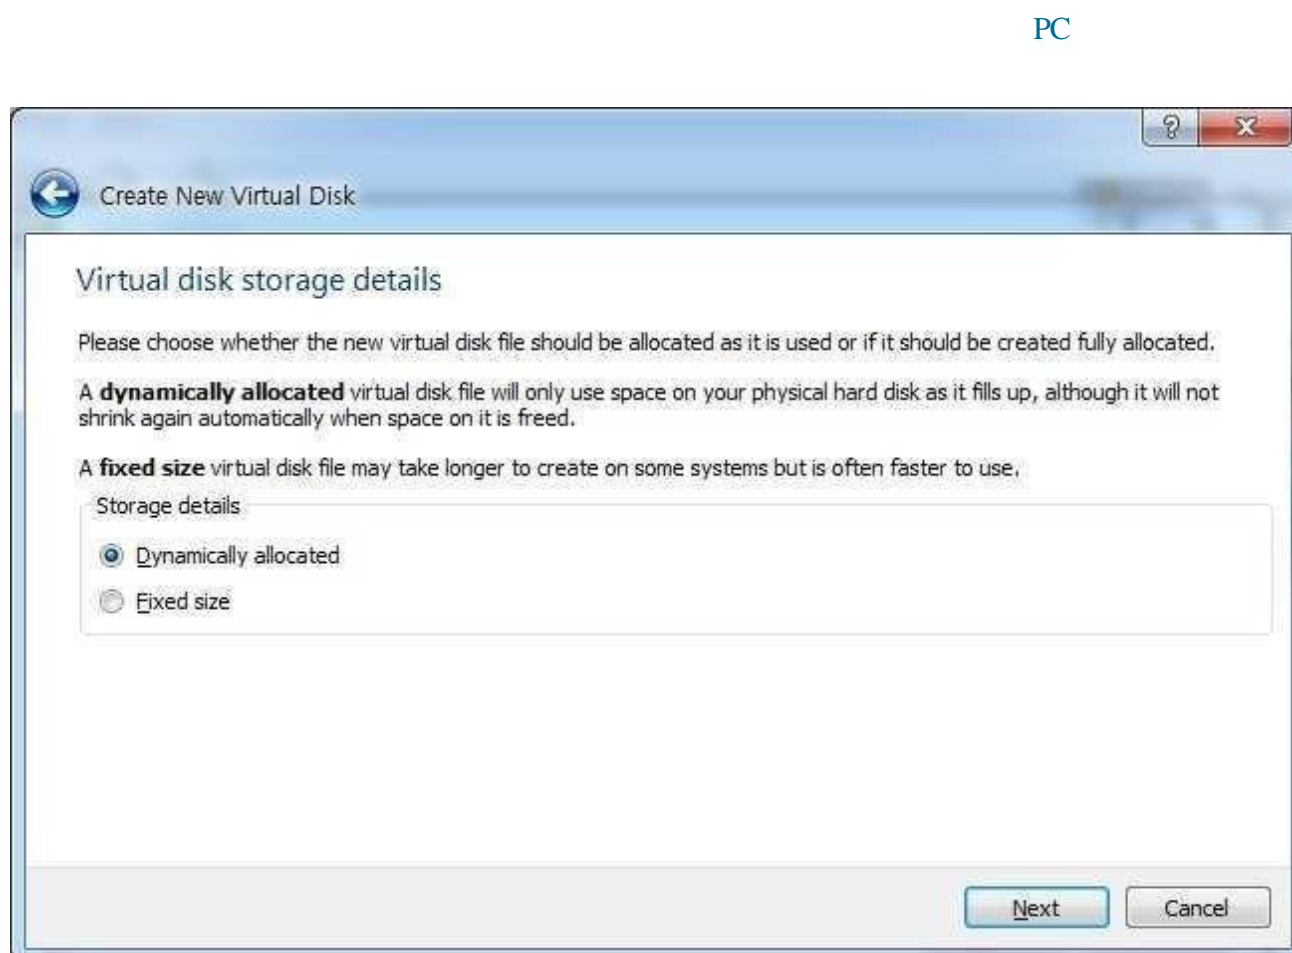 PC
Create New Virtual Disk
Virtual disk storage details
Please choose whether the new virtual disk file should be allocated as it is used or if it should be created fully allocated.
A dynamically allocated virtual disk file will only use space on your physical hard disk as it fills up, although it will not
shrink again automatically when space on it is freed.
A fixed size virtual disk file may take longer to create on some systems but is often faster to use.
Storage details
Dynamically allocated
Fixed size
Next
Cancel